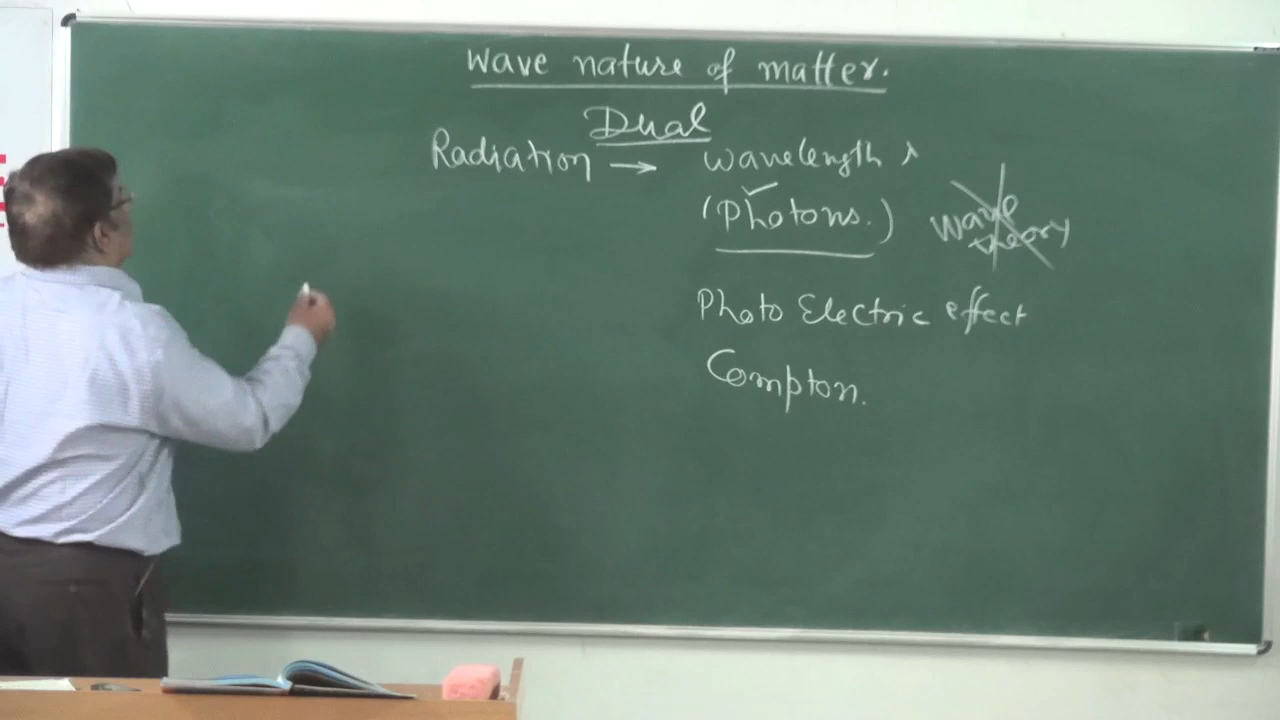 Wave nature of matter.
Dual
Radiation → wavelength λ
(Photons.) wave theory
Photo Electric effect
Compton.